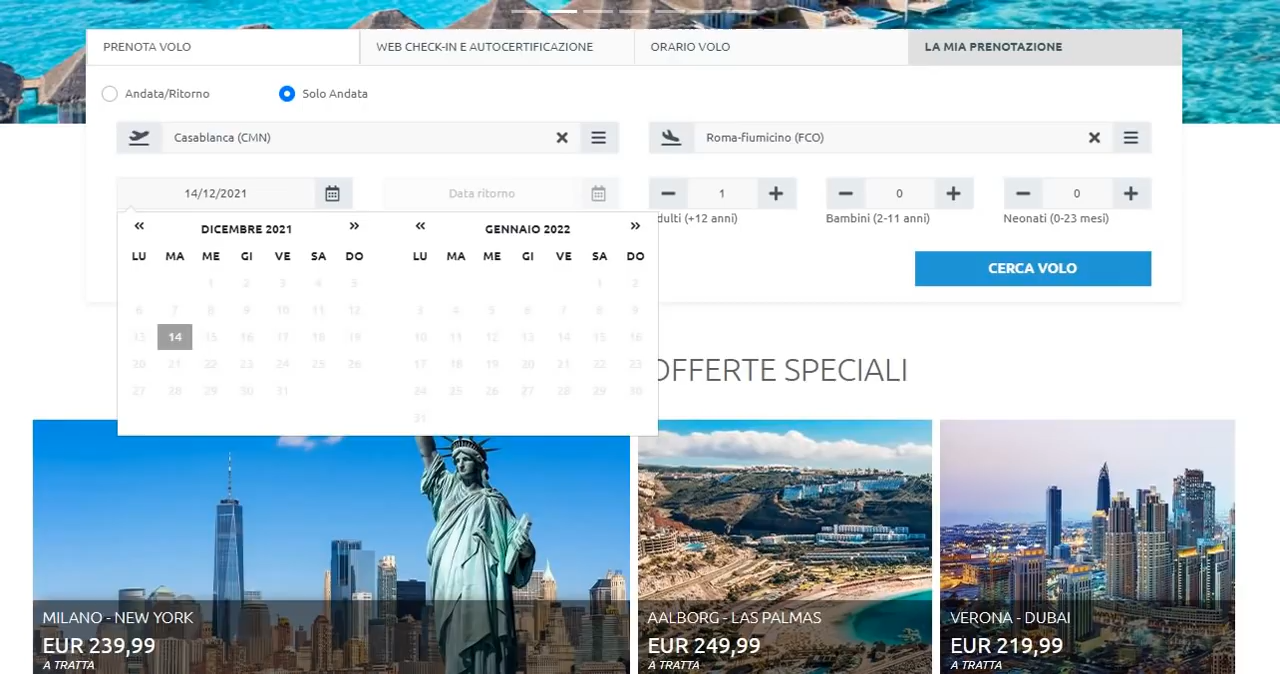 PRENOTA VOLO
WEB CHECK-IN E AUTOCERTIFICAZIONE
ORARIO VOLO
LA MIA PRENOTAZIONE
Andata/Ritorno
Solo Andata
Casablanca (CMN)
Roma-fiumicino (FCO)
14/12/2021
Data ritorno
1
0
0
dulti (+12 anni)
Bambini (2-11 anni)
Neonati (0-23 mesi)
« DICEMBRE 2021 »
LU MA ME GI VE SA DO
1 2 3 4 5
6 7 8 9 10 11 12
13 14 15 16 17 18 19
20 21 22 23 24 25 26
27 28 29 30 31
« GENNAIO 2022 »
LU MA ME GI VE SA DO
1 2
3 4 5 6 7 8 9
10 11 12 13 14 15 16
17 18 19 20 21 22 23
24 25 26 27 28 29 30
31
CERCA VOLO
OFFERTE SPECIALI
MILANO - NEW YORK
EUR 239,99
A TRATTA
AALBORG - LAS PALMAS
EUR 249,99
A TRATTA
VERONA - DUBAI
EUR 219,99
A TRATTA